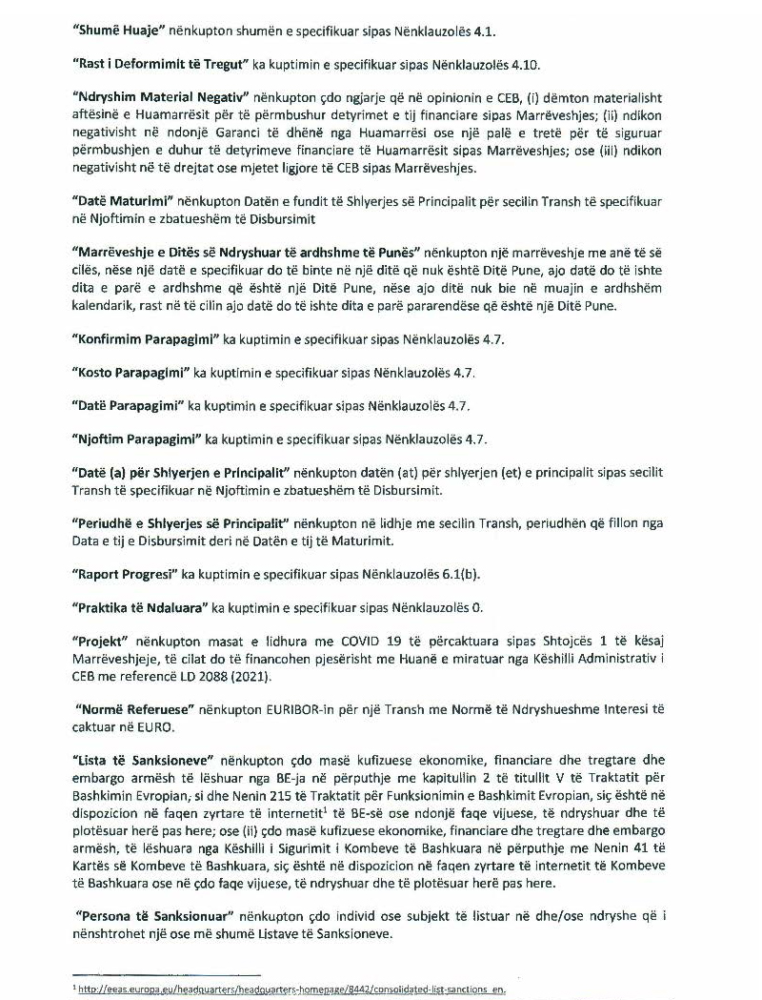 “Shumë Huaje” nënkupton shumën e specifikuar sipas Nënklauzolës 4.1.
“Rast i Deformimit të Tregut” ka kuptimin e specifikuar sipas Nënklauzolës 4.10.
“Ndryshim Material Negativ” nënkupton çdo ngjarje që në opinionin e CEB, (i) dëmton materialisht
aftësinë e Huamarrësit për të përmbushur detyrimet e tij financiare sipas Marrëveshjes; (ii) ndikon
negativisht në ndonjë Garanci të dhënë nga Huamarrësi ose një palë e tretë për të siguruar
përmbushjen e duhur të detyrimeve financiare të Huamarrësit sipas Marrëveshjes; ose (iii) ndikon
negativisht në të drejtat ose mjetet ligjore të CEB sipas Marrëveshjes.
“Datë Maturimi” nënkupton Datën e fundit të Shlyerjes së Principalit për secilin Transh të specifikuar
në Njoftimin e zbatueshëm të Disbursimit
“Marrëveshje e Ditës së Ndryshuar të ardhshme të Punës” nënkupton një marrëveshje me anë të së
cilës, nëse një datë e specifikuar do të binte në një ditë që nuk është Ditë Pune, ajo datë do të ishte
dita e parë e ardhshme që është një Ditë Pune, nëse ajo ditë nuk bie në muajin e ardhshëm
kalendarik, rast në të cilin ajo datë do të ishte dita e parë pararendëse që është një Ditë Pune.
“Konfirmim Parapagimi” ka kuptimin e specifikuar sipas Nënklauzolës 4.7.
“Kosto Parapagimi” ka kuptimin e specifikuar sipas Nënklauzolës 4.7.
“Datë Parapagimi” ka kuptimin e specifikuar sipas Nënklauzolës 4.7.
“Njoftim Parapagimi” ka kuptimin e specifikuar sipas Nënklauzolës 4.7.
“Datë (a) për Shlyerjen e Principalit” nënkupton datën (at) për shlyerjen (et) e principalit sipas secilit
Transh të specifikuar në Njoftimin e zbatueshëm të Disbursimit.
“Periudhë e Shlyerjes së Principalit” nënkupton në lidhje me secilin Transh, periudhën që fillon nga
Data e tij e Disbursimit deri në Datën e tij të Maturimit.
“Raport Progresi” ka kuptimin e specifikuar sipas Nënklauzolës 6.1(b).
“Praktika të Ndaluara” ka kuptimin e specifikuar sipas Nënklauzolës 0.
“Projekt” nënkupton masat e lidhura me COVID 19 të përcaktuara sipas Shtojcës 1 të kësaj
Marrëveshjeje, të cilat do të financohen pjesërisht me Huanë e miratuar nga Këshilli Administrativ i
CEB me referencë LD 2088 (2021).
“Normë Referuese” nënkupton EURIBOR-in për një Transh me Normë të Ndryshueshme Interesi të
caktuar në EURO.
“Lista të Sanksioneve” nënkupton çdo masë kufizuese ekonomike, financiare dhe tregtare dhe
embargo armësh të lëshuar nga BE-ja në përputhje me kapitullin 2 të titullit V të Traktatit për
Bashkimin Evropian, si dhe Nenin 215 të Traktatit për Funksionimin e Bashkimit Evropian, siç është në
dispozicion në faqen zyrtare të internetit¹ të BE-së ose ndonjë faqe vijuese, të ndryshuar dhe të
plotësuar herë pas here; ose (ii) çdo masë kufizuese ekonomike, financiare dhe tregtare dhe embargo
armësh, të lëshuara nga Këshilli i Sigurimit i Kombeve të Bashkuara në përputhje me Nenin 41 të
Kartës së Kombeve të Bashkuara, siç është në dispozicion në faqen zyrtare të internetit të Kombeve
të Bashkuara ose në çdo faqe vijuese, të ndryshuar dhe të plotësuar herë pas here.
“Persona të Sanksionuar” nënkupton çdo individ ose subjekt të listuar në dhe/ose ndryshe që i
nënshtrohet një ose më shumë Listave të Sanksioneve.
¹ http://eeas.europa.eu/headquarters/headquarters-homepage/8442/consolidated-list-sanctions_en.